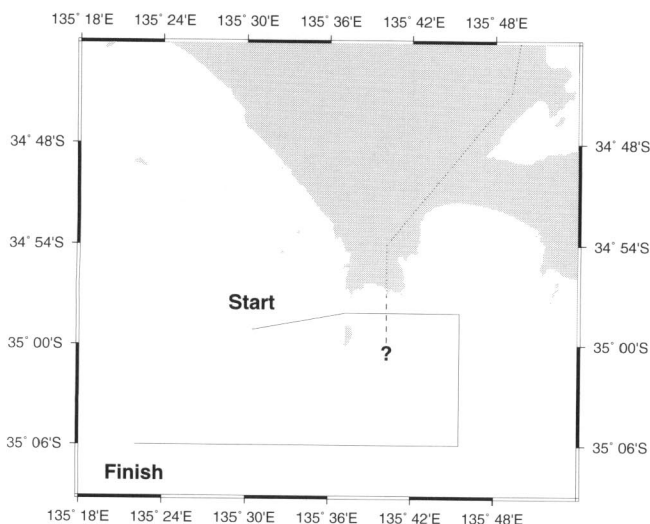 135˚ 18'E 135˚ 24'E 135˚ 30'E 135˚ 36'E 135˚ 42'E 135˚ 48'E
34˚ 48'S 34˚ 48'S
34˚ 54'S 34˚ 54'S
Start
35˚ 00'S ? 35˚ 00'S
35˚ 06'S 35˚ 06'S
Finish
135˚ 18'E 135˚ 24'E 135˚ 30'E 135˚ 36'E 135˚ 42'E 135˚ 48'E